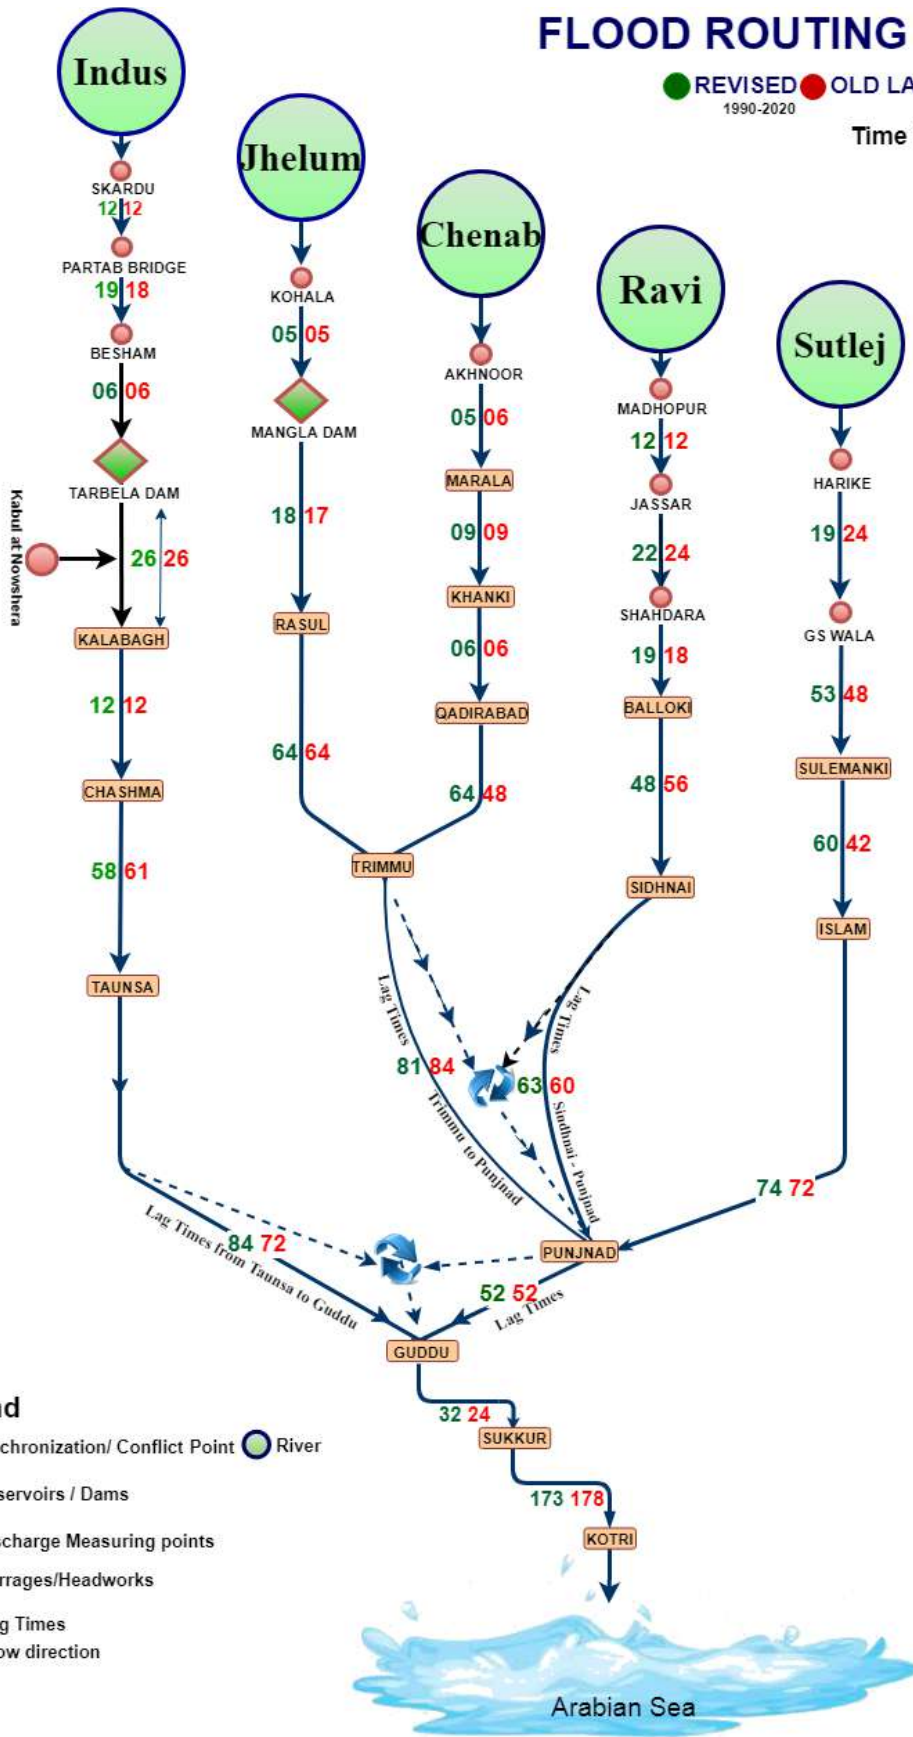 FLOOD ROUTING
REVISED OLD LA
1990-2020
Time
Indus
SKARDU
12 12
PARTAB BRIDGE
19 18
BESHAM
06 06
TARBELA DAM
Kabul at Nowshera
26 26
KALABAGH
12 12
CHASHMA
58 61
TAUNSA
84 72
Lag Times from Taunsa to Guddu
Jhelum
KOHALA
05 05
MANGLA DAM
18 17
RASUL
64 64
Chenab
AKHNOOR
05 06
MARALA
09 09
KHANKI
06 06
QADIRABAD
64 48
TRIMMU
Lag Times
81 84
Trimmu to Punjnad
Ravi
MADHOPUR
12 12
JASSAR
22 24
SHAHDARA
19 18
BALLOKI
48 56
SIDHNAI
Lag Times
63 60
Sindhnai - Punjnad
Sutlej
HARIKE
19 24
GS WALA
53 48
SULEMANKI
60 42
ISLAM
74 72
PUNJNAD
52 52
Lag Times
GUDDU
32 24
SUKKUR
173 178
KOTRI
Arabian Sea
nd
chronization/ Conflict Point River
servoirs / Dams
scharge Measuring points
rrages/Headworks
g Times
ow direction